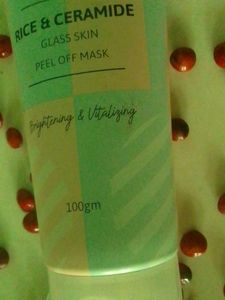 RICE & CERAMIDE
GLASS SKIN
PEEL OFF MASK
Brightening & Vitalizing
100gm